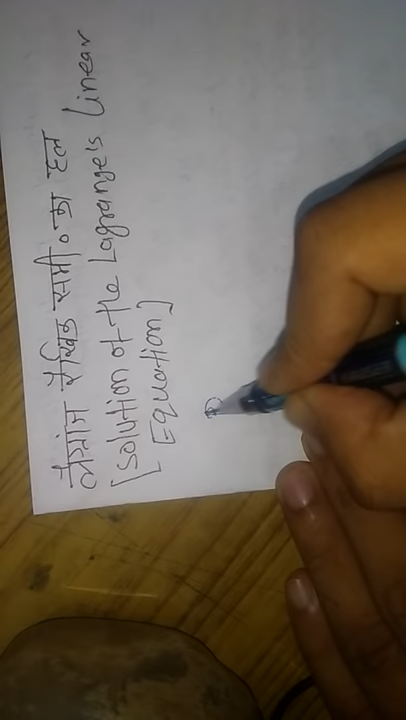 लैग्रांज रैखिक समी० का हल
[Solution of the Lagrange's Linear
Equation]